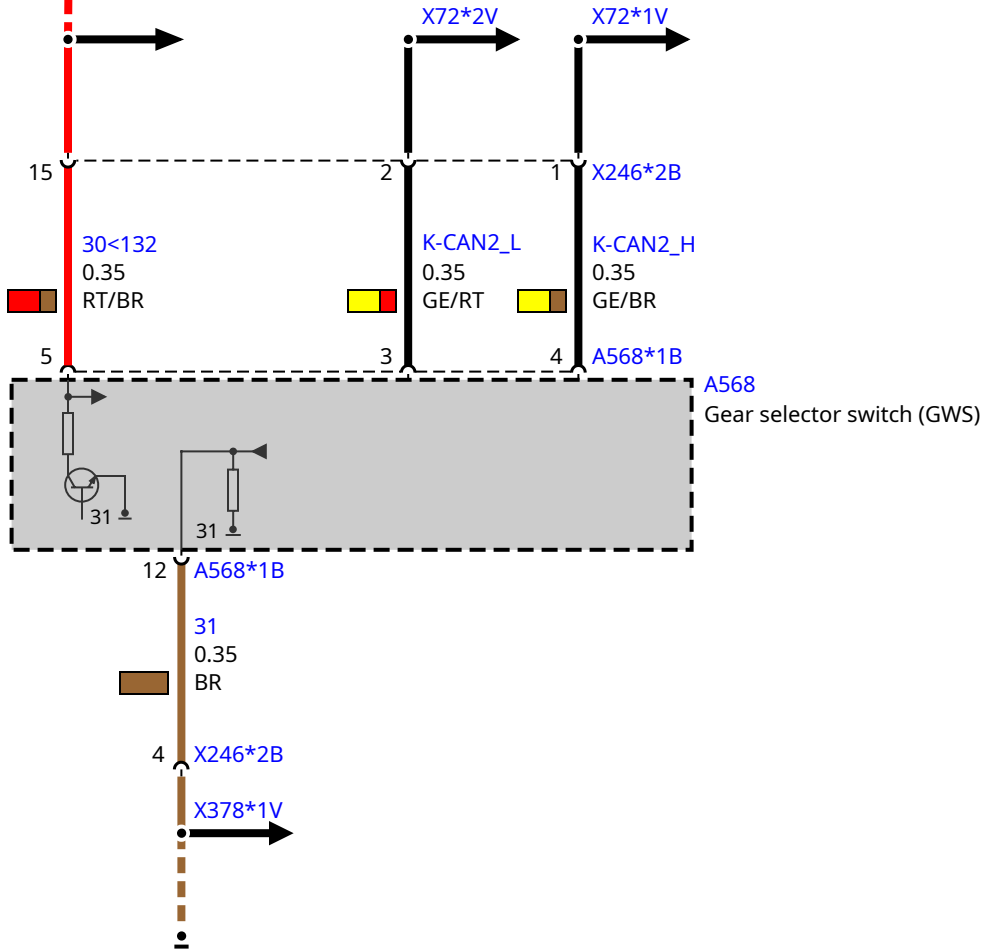 X72*2V
X72*1V
15
2
1
X246*2B
30<132
0.35
RT/BR
K-CAN2_L
0.35
GE/RT
K-CAN2_H
0.35
GE/BR
5
3
4
A568*1B
A568
Gear selector switch (GWS)
31
31
12
A568*1B
31
0.35
BR
4
X246*2B
X378*1V